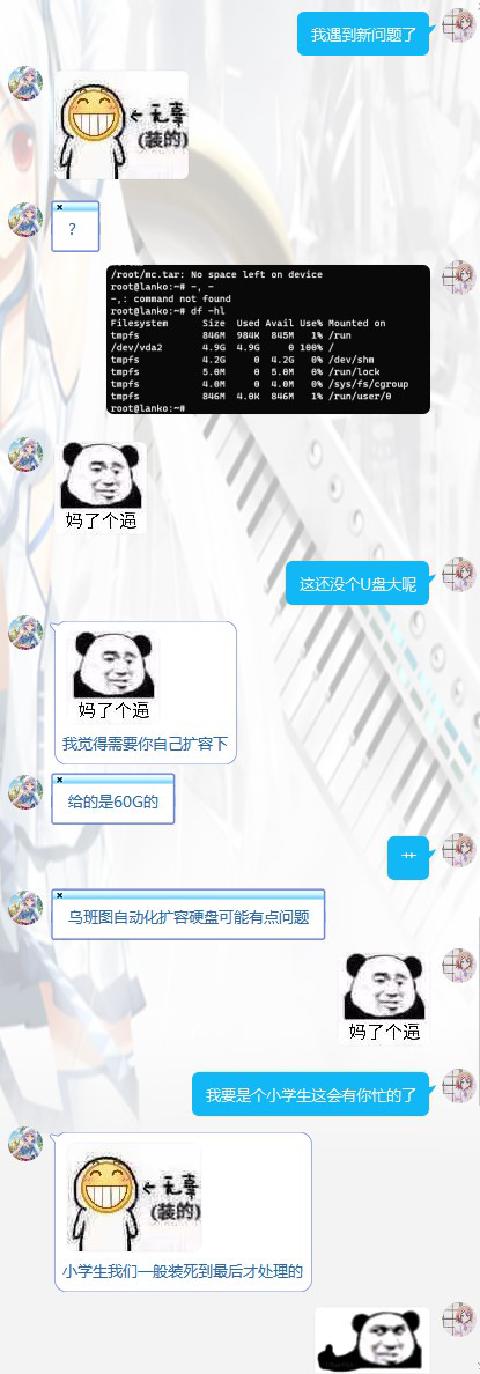 我遇到新问题了
←无辜
(装的)
?
/root/mc.tar: No space left on device
root@lanko:~# -, -
-,: command not found
root@lanko:~# df -hl
Filesystem Size Used Avail Use% Mounted on
tmpfs 846M 984K 845M 1% /run
/dev/vda2 4.9G 4.9G 0 100% /
tmpfs 4.2G 0 4.2G 0% /dev/shm
tmpfs 5.0M 0 5.0M 0% /run/lock
tmpfs 4.0M 0 4.0M 0% /sys/fs/cgroup
tmpfs 846M 4.0K 846M 1% /run/user/0
root@lanko:~#
妈了个逼
这还没个U盘大呢
妈了个逼
我觉得需要你自己扩容下
给的是60G的
艹
乌班图自动化扩容硬盘可能有点问题
妈了个逼
我要是个小学生这会有你忙的了
←无辜
(装的)
小学生我们一般装死到最后才处理的